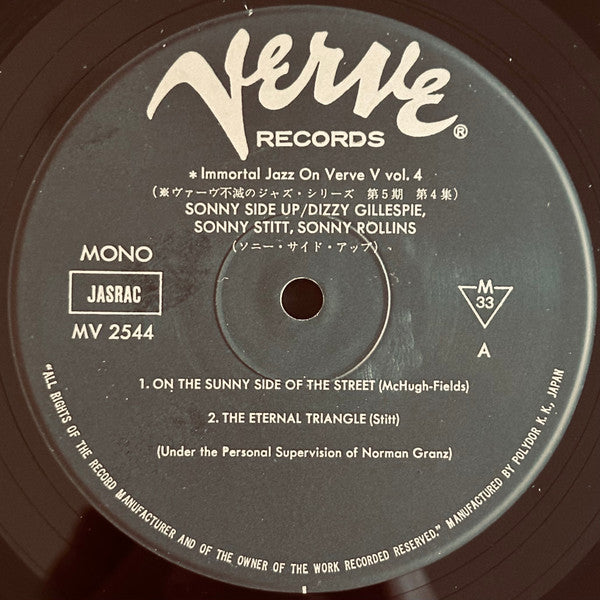 Verve
RECORDS ®
* Immortal Jazz On Verve V vol. 4
(※ヴァーヴ不滅のジャズ・シリーズ 第5期 第4集)
SONNY SIDE UP/DIZZY GILLESPIE,
SONNY STITT, SONNY ROLLINS
(ソニー・サイド・アップ)
MONO
JASRAC
MV 2544
M
33
A
1. ON THE SUNNY SIDE OF THE STREET (McHugh-Fields)
2. THE ETERNAL TRIANGLE (Stitt)
(Under the Personal Supervision of Norman Granz)
"ALL RIGHTS OF THE RECORD MANUFACTURER AND OF THE OWNER OF THE WORK RECORDED RESERVED." MANUFACTURED BY POLYDOR K. K., JAPAN